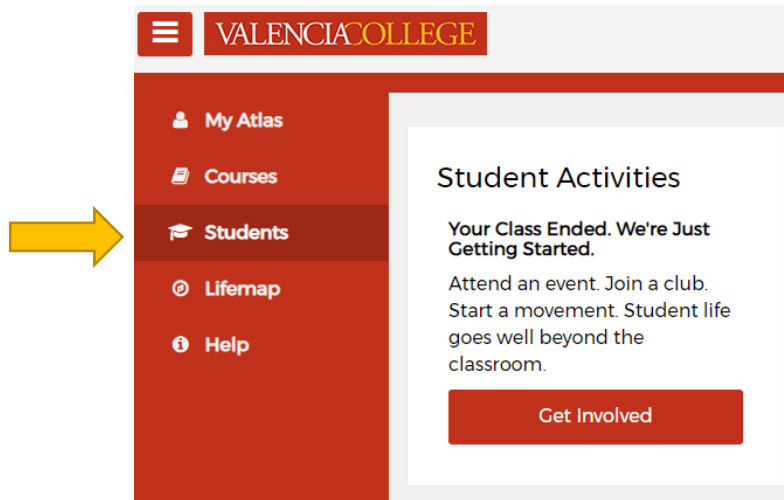 VALENCIACOLLEGE
My Atlas
Courses
Students
Lifemap
Help
Student Activities
Your Class Ended. We're Just
Getting Started.
Attend an event. Join a club.
Start a movement. Student life
goes well beyond the
classroom.
Get Involved